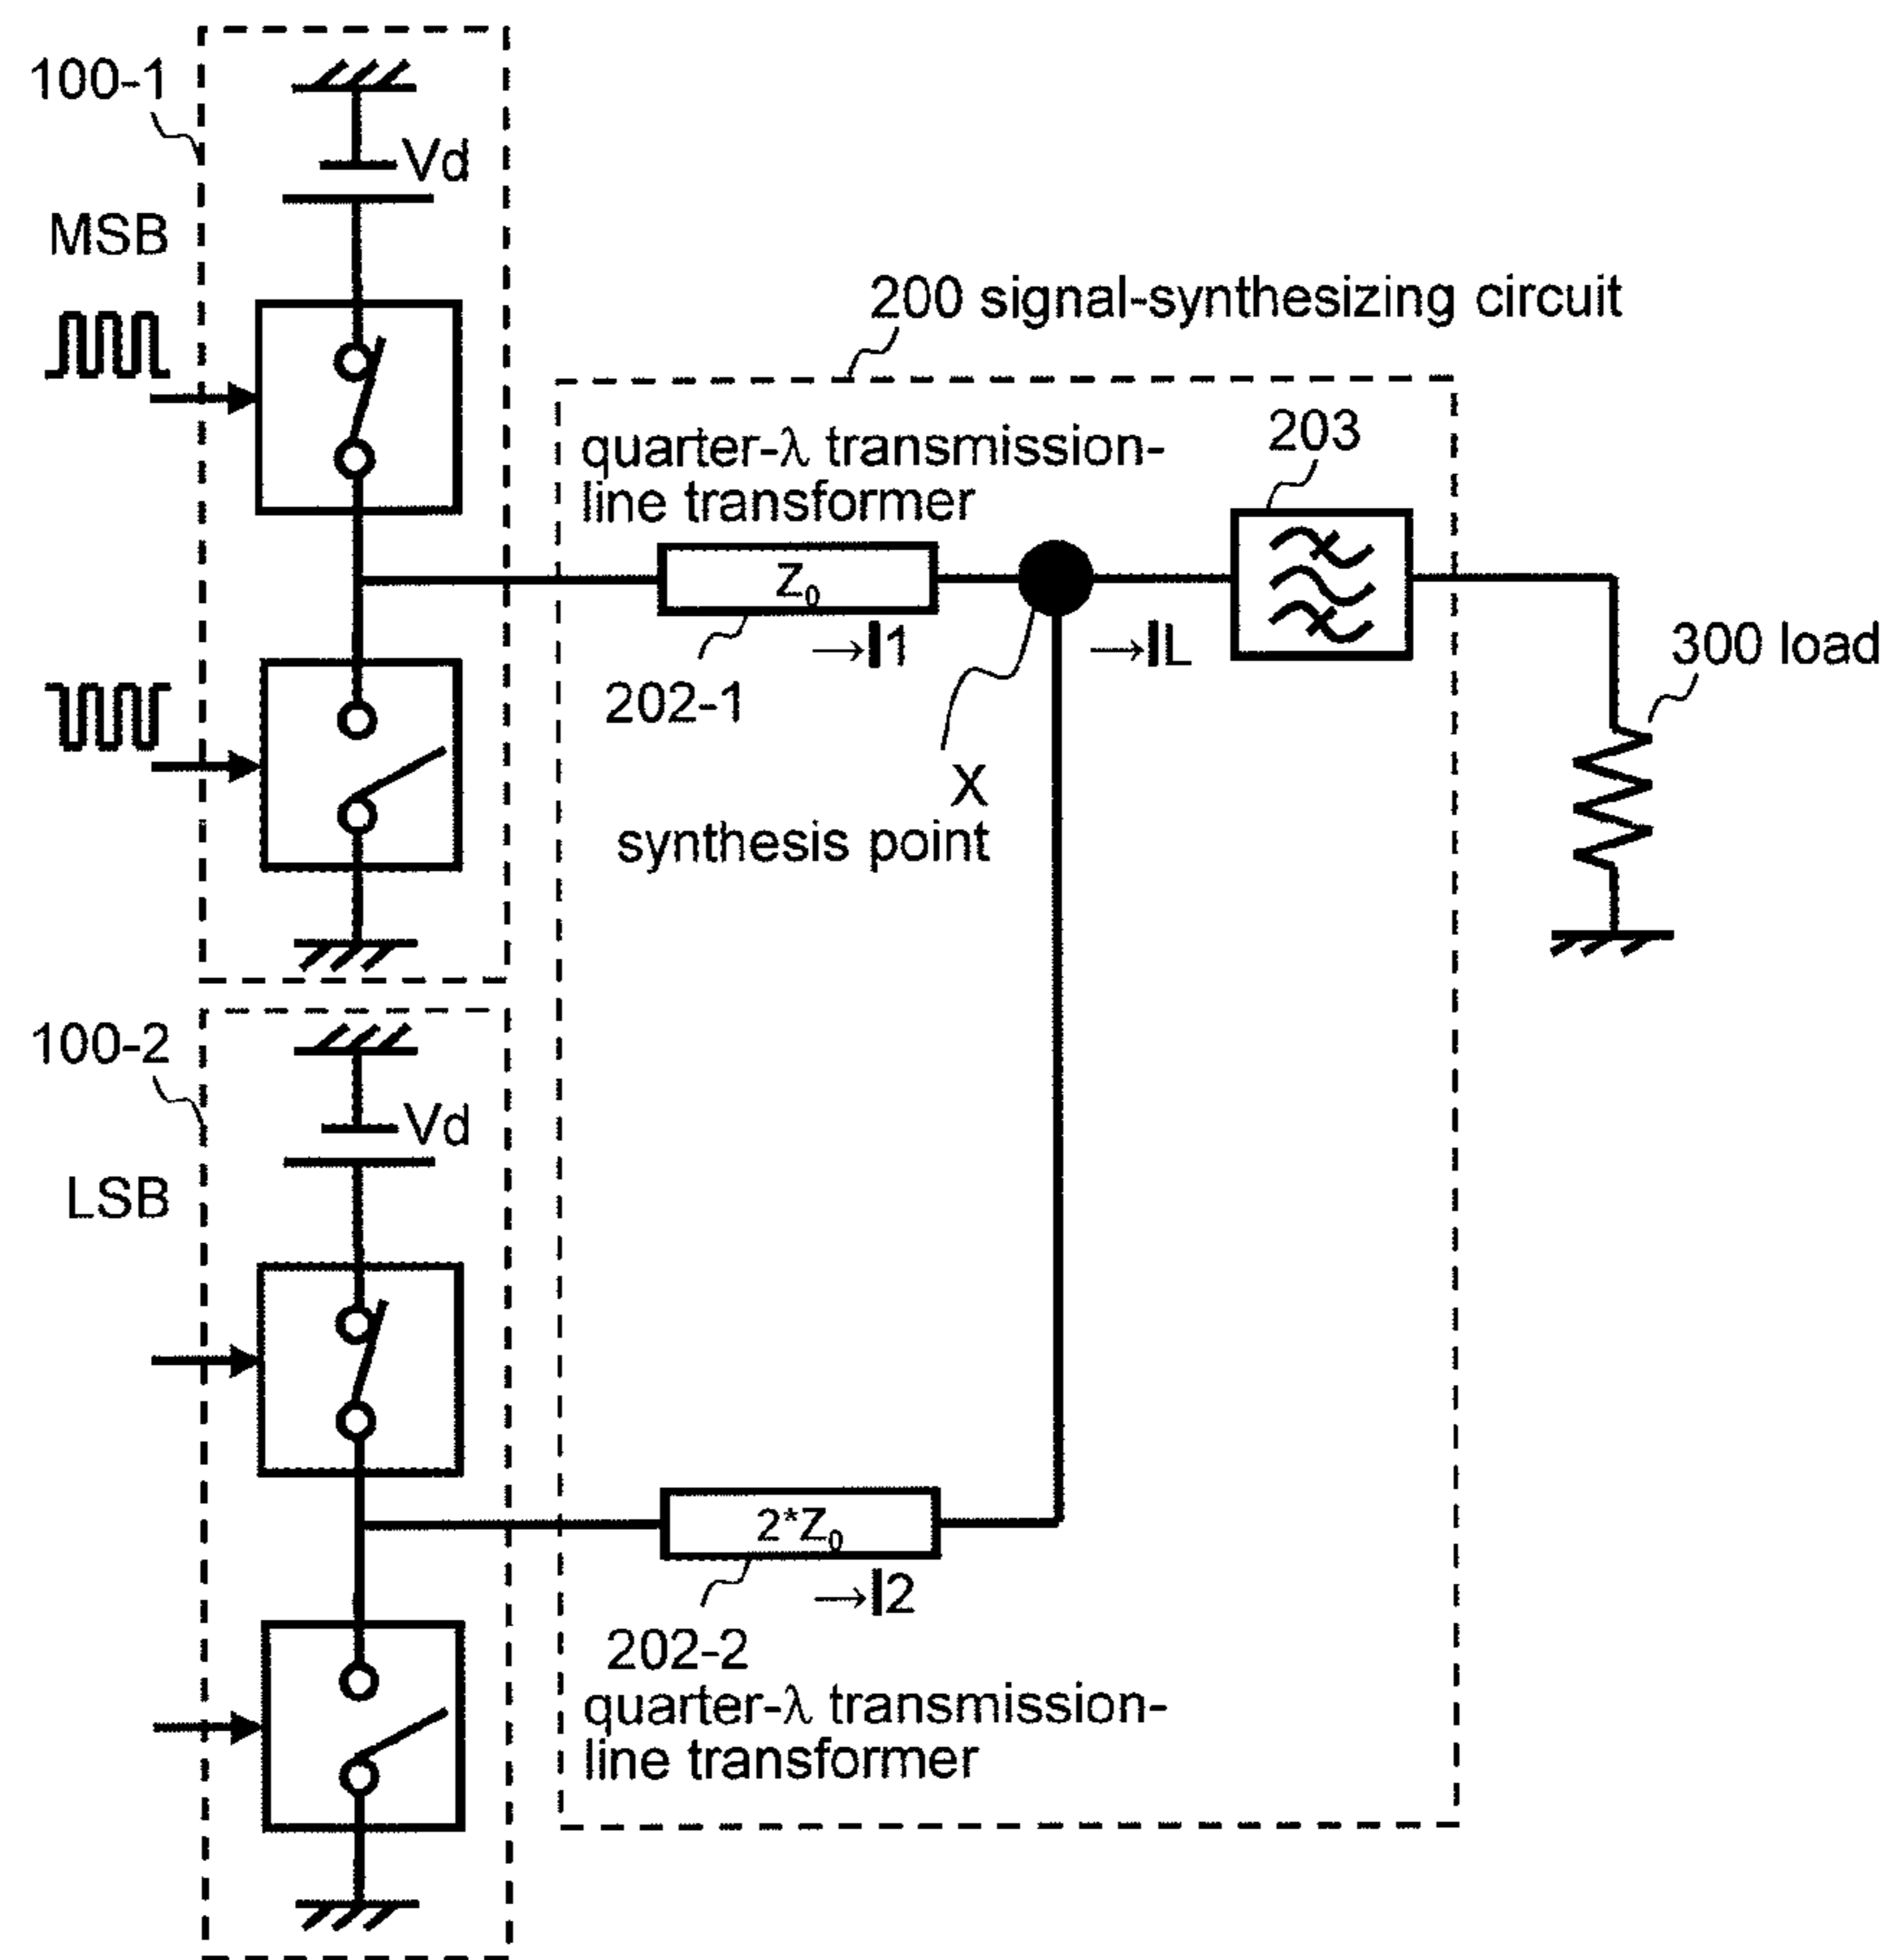 100-1
Vd
MSB
200 signal-synthesizing circuit
203
quarter-λ transmission-
line transformer
Z0
→I1
→IL
300 load
202-1
X
synthesis point
100-2
Vd
LSB
2*Z0
→I2
202-2
quarter-λ transmission-
line transformer